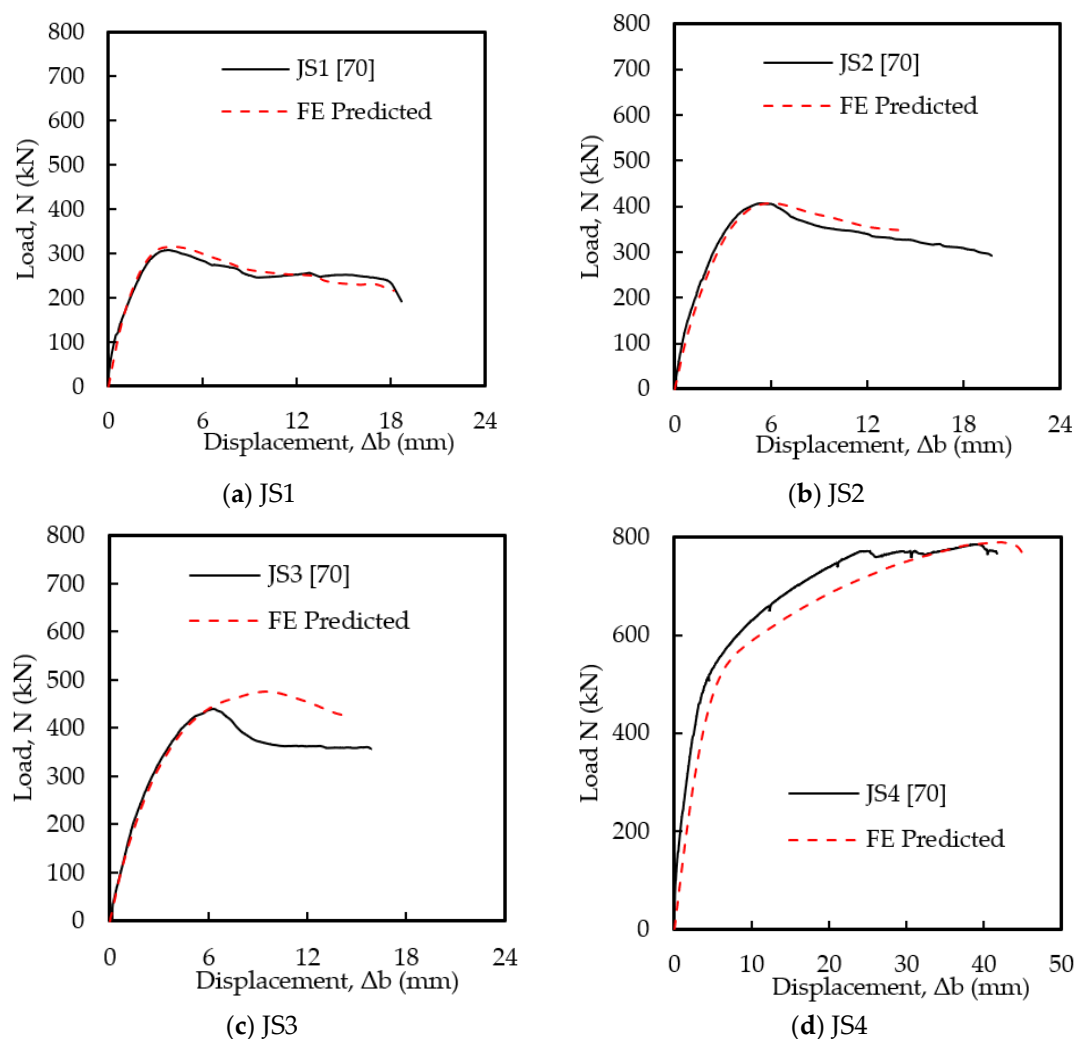 800
700
600
500
400
300
200
100
0
Load, N (kN)
JS1 [70]
FE Predicted
0 6 12 18 24
Displacement, Δb (mm)
(a) JS1
800
700
600
500
400
300
200
100
0
Load, N (kN)
JS2 [70]
FE Predicted
0 6 12 18 24
Displacement, Δb (mm)
(b) JS2
800
700
600
500
400
300
200
100
0
Load, N (kN)
JS3 [70]
FE Predicted
0 6 12 18 24
Displacement, Δb (mm)
(c) JS3
800
600
400
200
0
Load N (kN)
JS4 [70]
FE Predicted
0 10 20 30 40 50
Displacement, Δb (mm)
(d) JS4